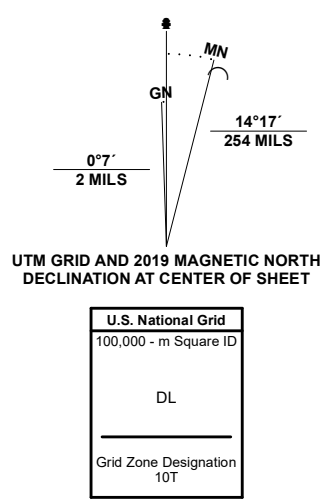 MN
GN
14°17´
254 MILS
0°7´
2 MILS
UTM GRID AND 2019 MAGNETIC NORTH
DECLINATION AT CENTER OF SHEET
U.S. National Grid
100,000 - m Square ID
DL
Grid Zone Designation
10T